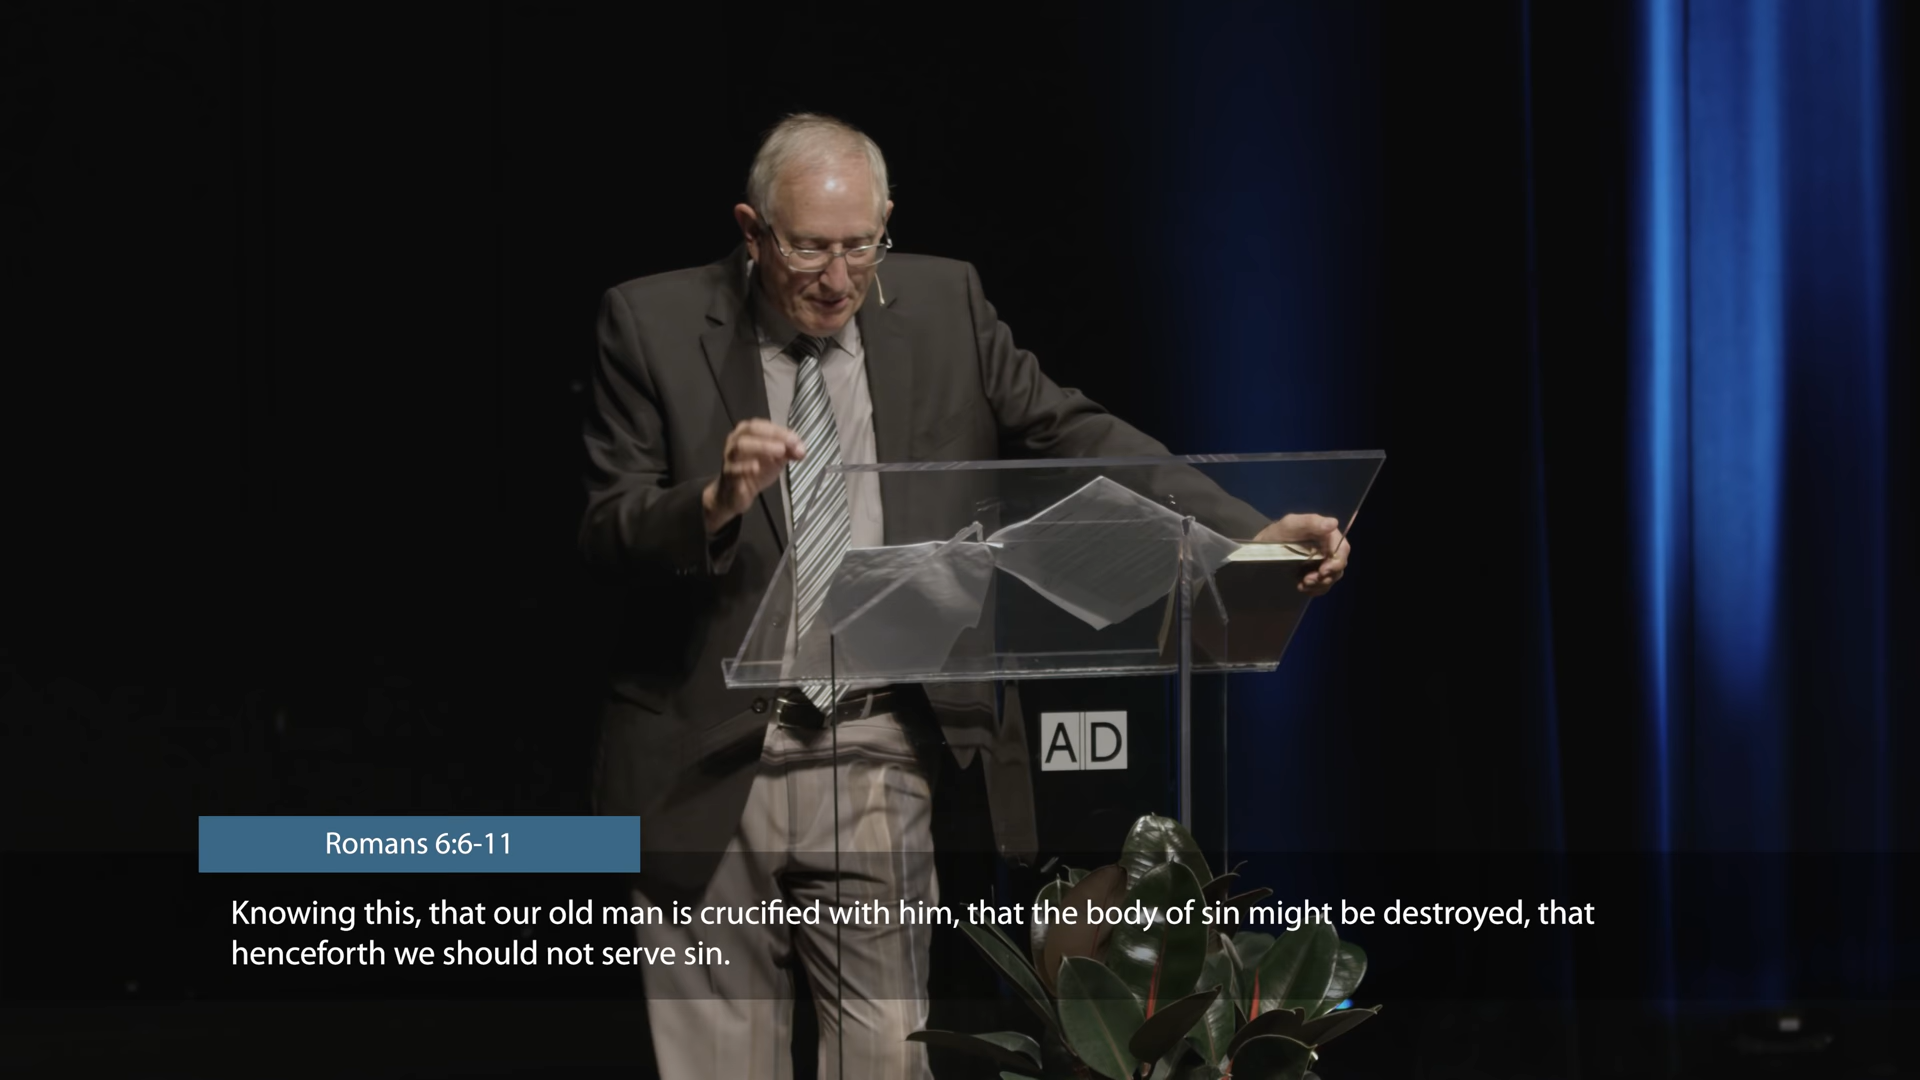 A D
Romans 6:6-11
Knowing this, that our old man is crucified with him, that the body of sin might be destroyed, that
henceforth we should not serve sin.